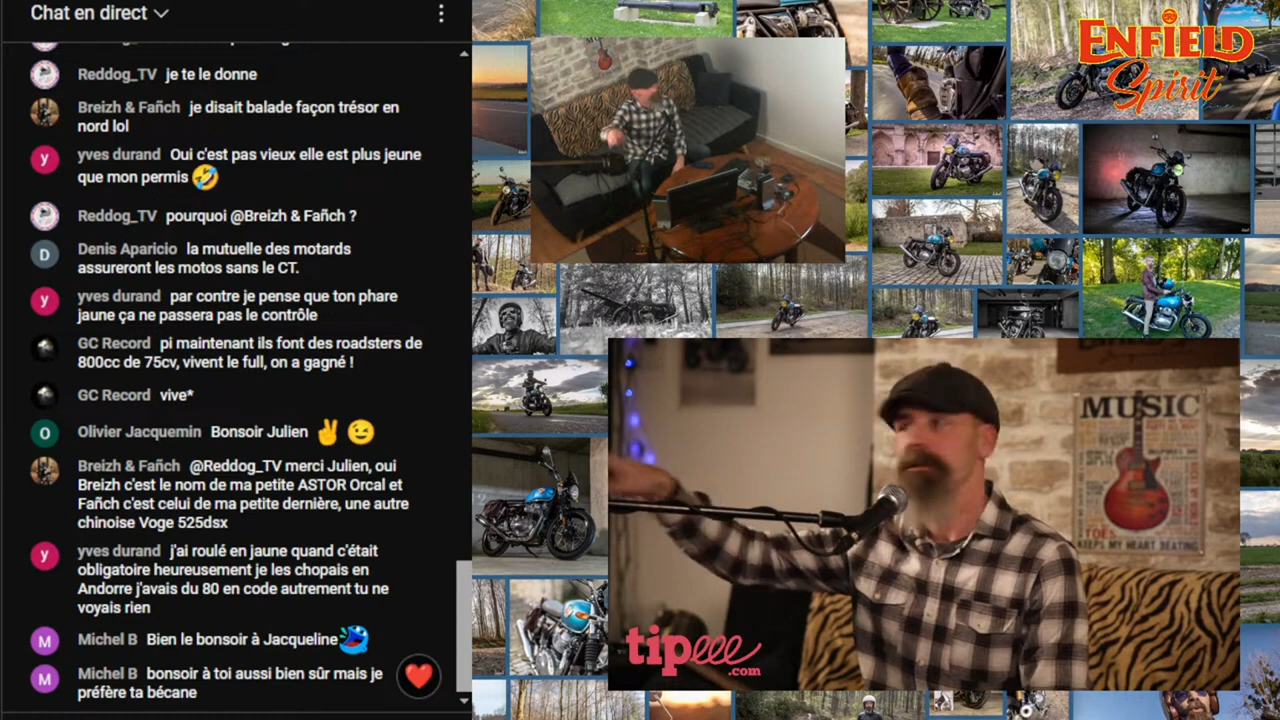 Chat en direct
Reddog_TV je te le donne
Breizh & Fañch je disait balade façon trésor en
nord lol
yves durand Oui c'est pas vieux elle est plus jeune
que mon permis 🤣
Reddog_TV pourquoi @Breizh & Fañch ?
Denis Aparicio la mutuelle des motards
assureront les motos sans le CT.
yves durand par contre je pense que ton phare
jaune ça ne passera pas le contrôle
GC Record pi maintenant ils font des roadsters de
800cc de 75cv, vivent le full, on a gagné !
GC Record vive*
Olivier Jacquemin Bonsoir Julien ✌️ 😉
Breizh & Fañch @Reddog_TV merci Julien, oui
Breizh c'est le nom de ma petite ASTOR Orcal et
Fañch c'est celui de ma petite dernière, une autre
chinoise Voge 525dsx
yves durand j'ai roulé en jaune quand c'était
obligatoire heureusement je les chopais en
Andorre j'avais du 80 en code autrement tu ne
voyais rien
Michel B Bien le bonsoir à Jacqueline
Michel B bonsoir à toi aussi bien sûr mais je
préfère ta bécane
y
D
y
O
y
M
M
ENFIELD
Spirit
MUSIC
TOES
KEEPS MY HEART BEATING
tipeee
.com